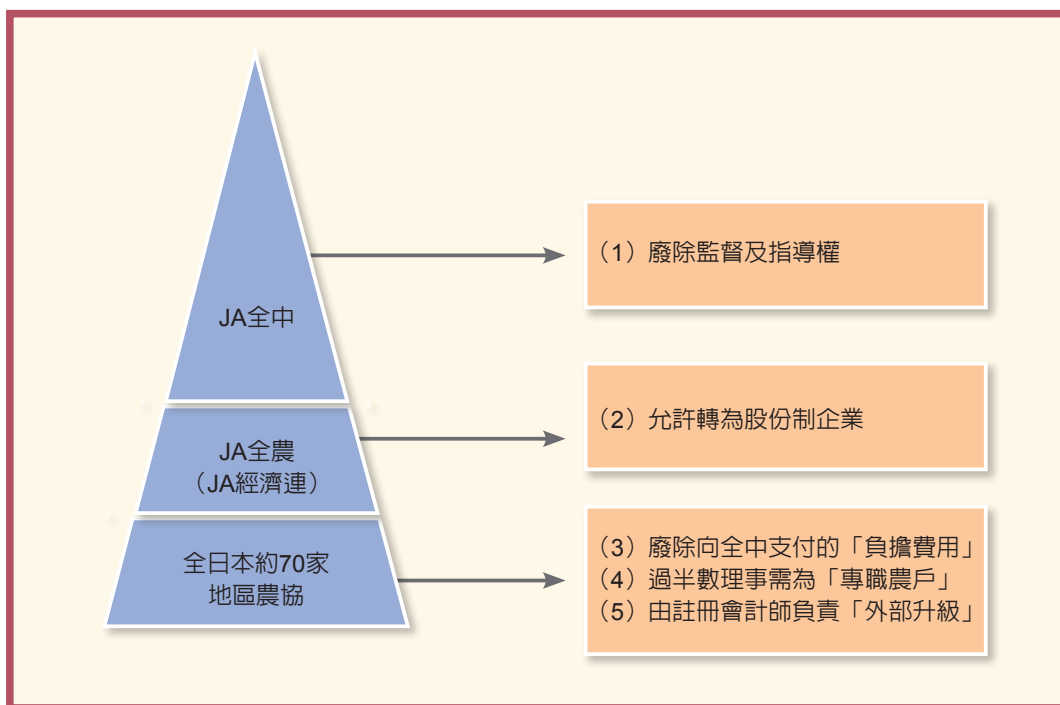 JA全中
（1）廢除監督及指導權
JA全農
（JA經濟連）
（2）允許轉為股份制企業
全日本約70家
地區農協
（3）廢除向全中支付的「負擔費用」
（4）過半數理事需為「專職農戶」
（5）由註冊會計師負責「外部升級」